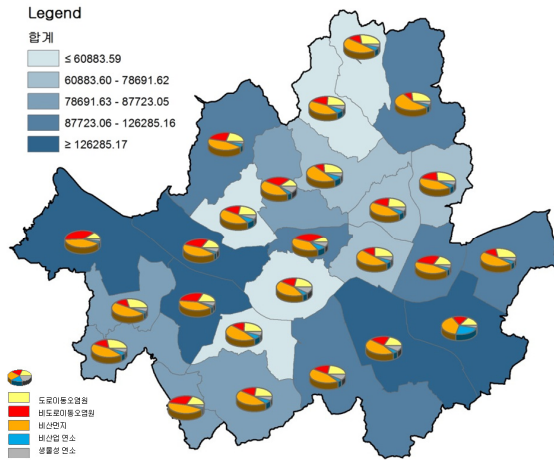 Legend
합계
≤ 60883.59
60883.60 - 78691.62
78691.63 - 87723.05
87723.06 - 126285.16
≥ 126285.17
도로이동오염원
비도로이동오염원
비산먼지
비산업 연소
생물성 연소